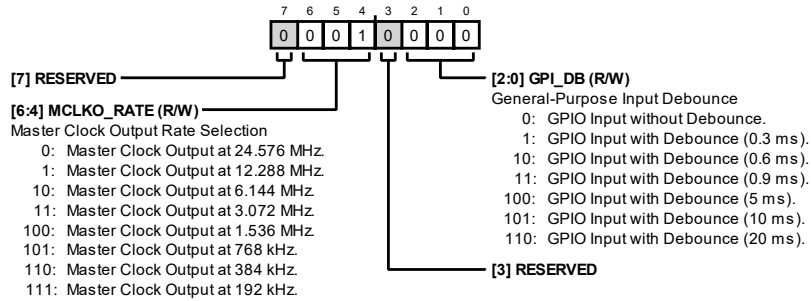 7 6 5 4 3 2 1 0
0 0 0 1 0 0 0 0
[7] RESERVED
[6:4] MCLKO_RATE (R/W)
Master Clock Output Rate Selection
0: Master Clock Output at 24.576 MHz.
1: Master Clock Output at 12.288 MHz.
10: Master Clock Output at 6.144 MHz.
11: Master Clock Output at 3.072 MHz.
100: Master Clock Output at 1.536 MHz.
101: Master Clock Output at 768 kHz.
110: Master Clock Output at 384 kHz.
111: Master Clock Output at 192 kHz.
[2:0] GPI_DB (R/W)
General-Purpose Input Debounce
0: GPIO Input without Debounce.
1: GPIO Input with Debounce (0.3 ms).
10: GPIO Input with Debounce (0.6 ms).
11: GPIO Input with Debounce (0.9 ms).
100: GPIO Input with Debounce (5 ms).
101: GPIO Input with Debounce (10 ms).
110: GPIO Input with Debounce (20 ms).
[3] RESERVED